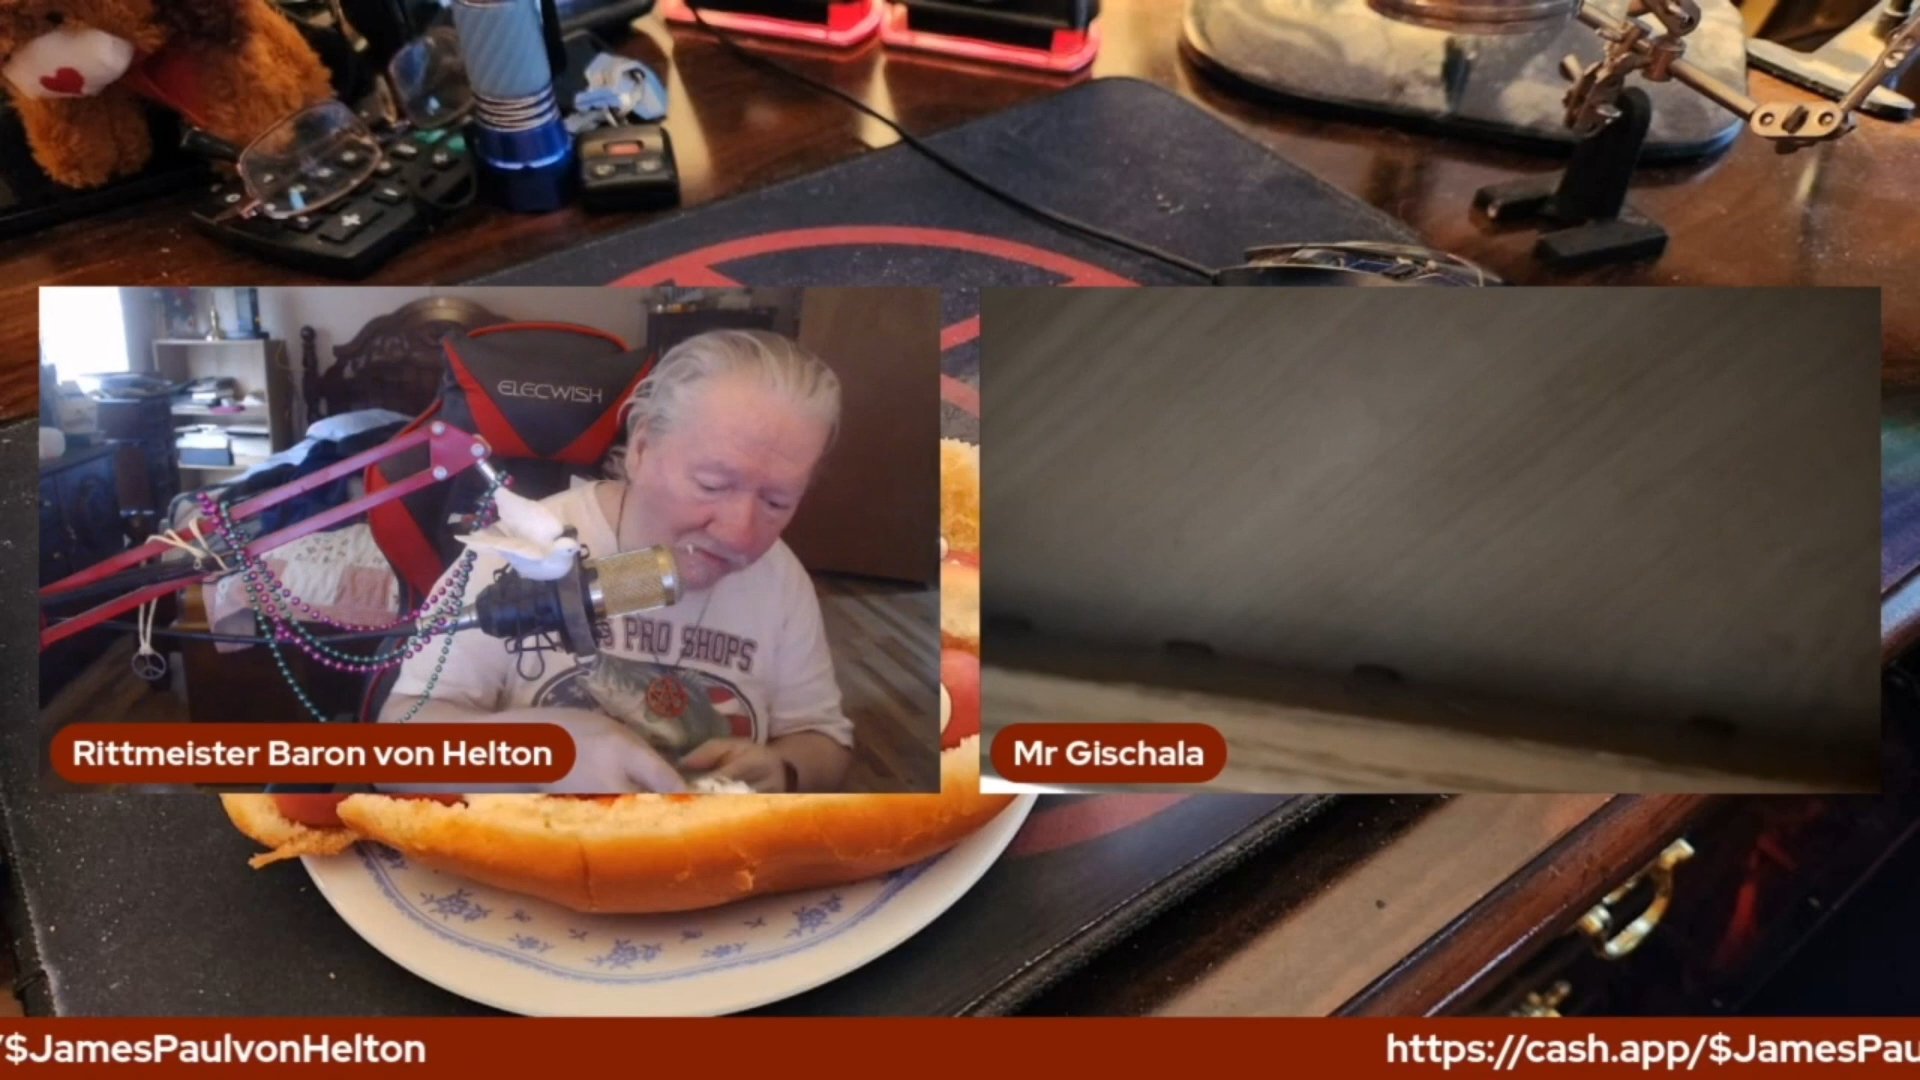 ELECWISH
PRO SHOPS
Rittmeister Baron von Helton
Mr Gischala
/$JamesPaulvonHelton
https://cash.app/$JamesPau